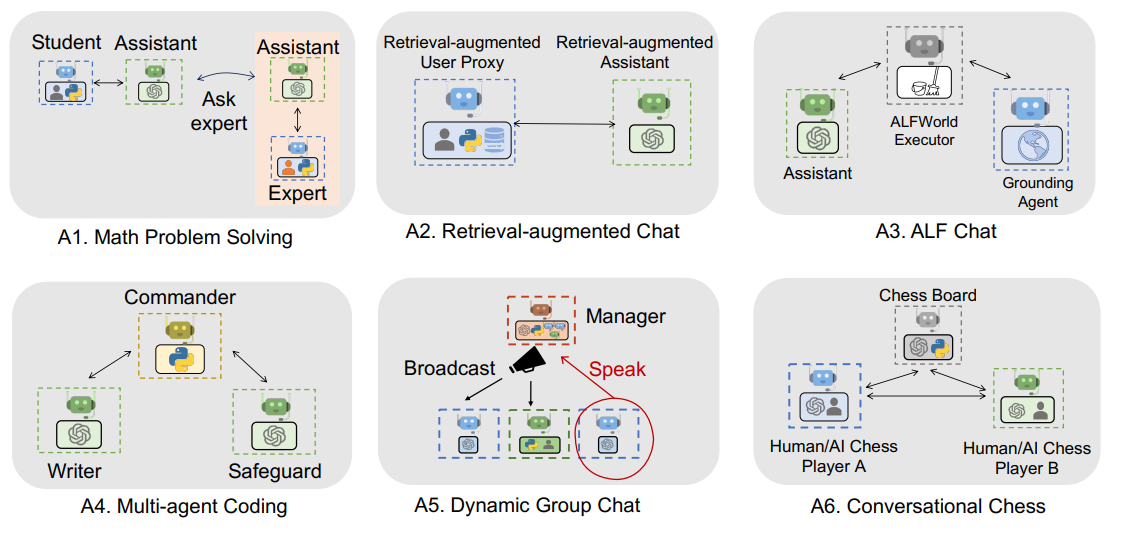 Student
Assistant
Assistant
Ask
expert
Expert
A1. Math Problem Solving
Retrieval-augmented
User Proxy
Retrieval-augmented
Assistant
A2. Retrieval-augmented Chat
ALFWorld
Executor
Assistant
Grounding
Agent
A3. ALF Chat
Commander
Writer
Safeguard
A4. Multi-agent Coding
Manager
Broadcast
Speak
A5. Dynamic Group Chat
Chess Board
Human/AI Chess
Player A
Human/AI Chess
Player B
A6. Conversational Chess